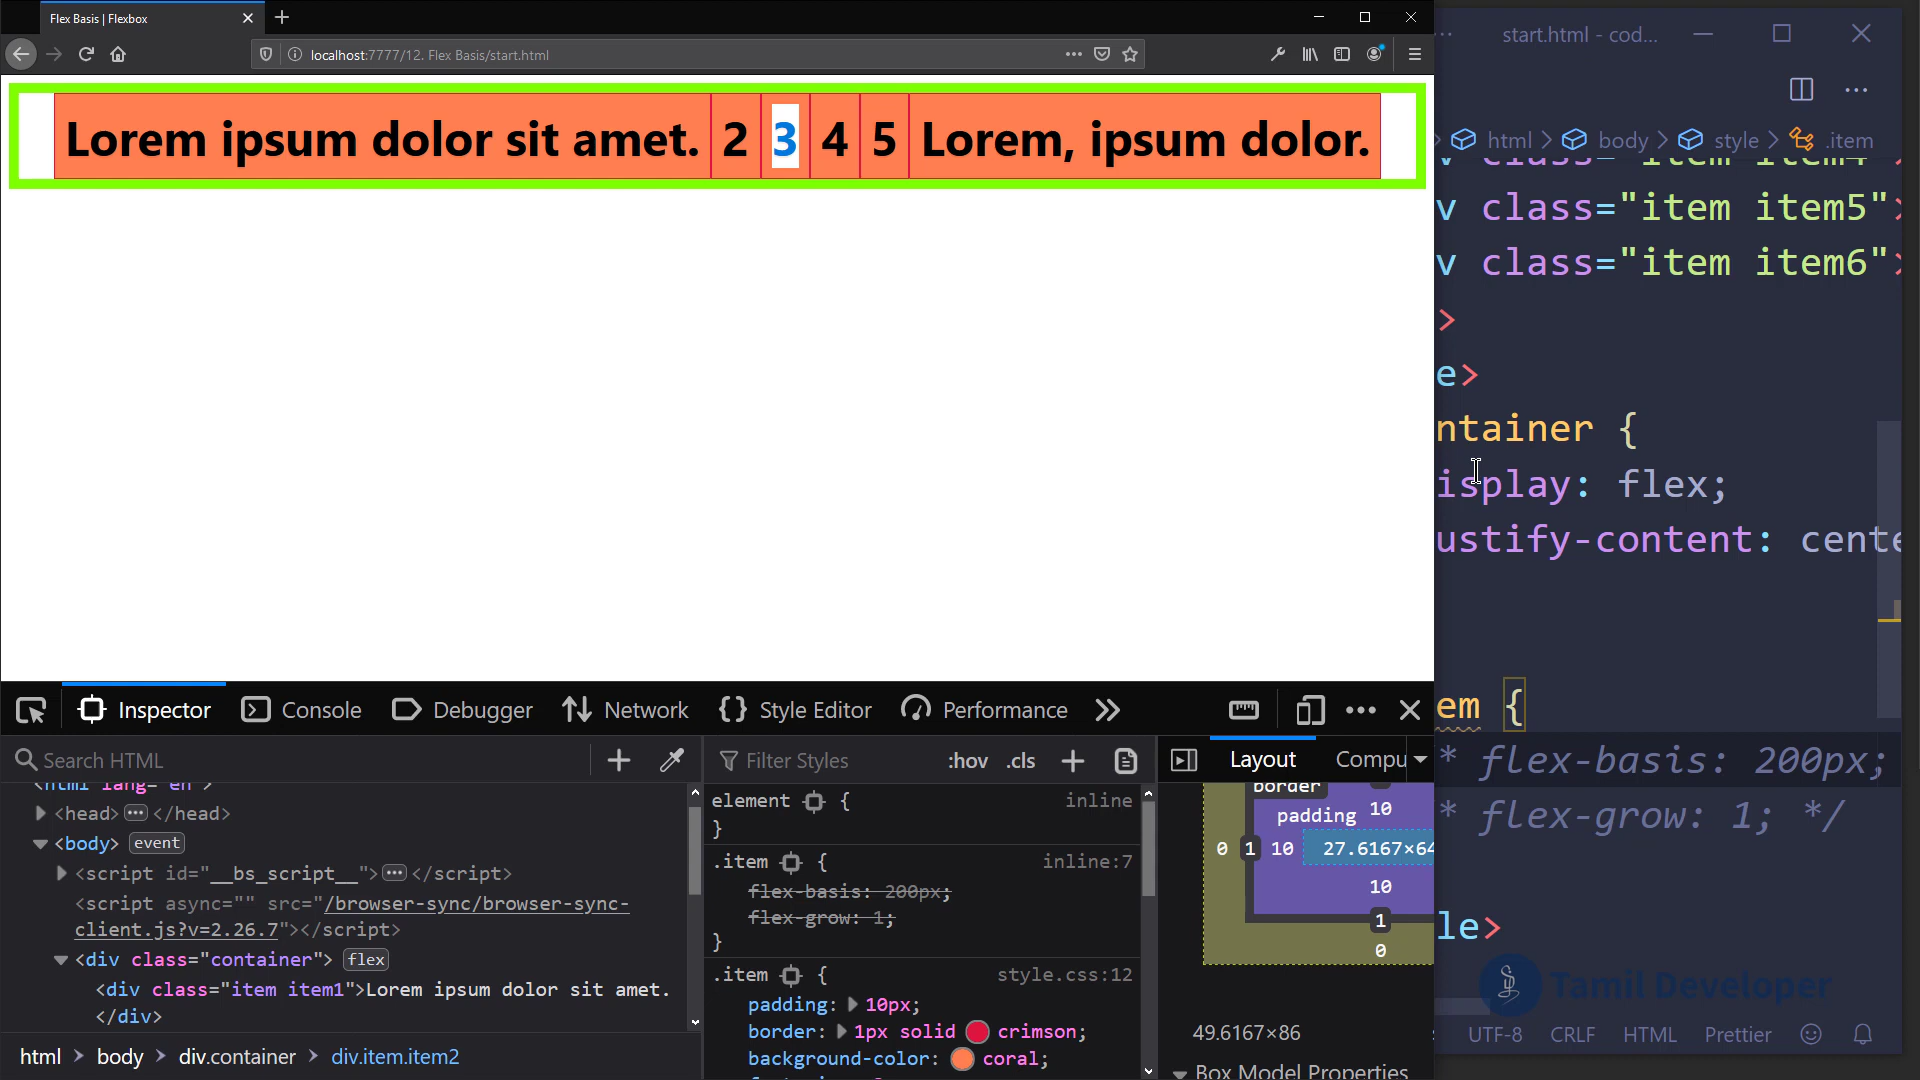 Flex Basis | Flexbox
localhost:7777/12. Flex Basis/start.html
Lorem ipsum dolor sit amet. 2 3 4 5 Lorem, ipsum dolor.
Inspector Console Debugger Network Style Editor Performance
Search HTML
<html lang="en">
<head> </head>
<body> event
<script id="__bs_script__"> </script>
<script async="" src="/browser-sync/browser-sync-
client.js?v=2.26.7"></script>
<div class="container"> flex
<div class="item item1">Lorem ipsum dolor sit amet.
</div>
html body div.container div.item.item2
Filter Styles :hov .cls
element { inline
}
.item { inline:7
flex-basis: 200px;
flex-grow: 1;
}
.item { style.css:12
padding: 10px;
border: 1px solid crimson;
background-color: coral;
Layout Compu
border
padding 10
0 1 10 27.6167×64
10
1
0
49.6167×86
Box Model Properties
start.html - cod...
html body style .item
v class="item item4"
v class="item item5">
v class="item item6">
>
e>
ntainer {
isplay: flex;
ustify-content: cente
em {
* flex-basis: 200px;
* flex-grow: 1; */
le>
Tamil Developer
UTF-8 CRLF HTML Prettier